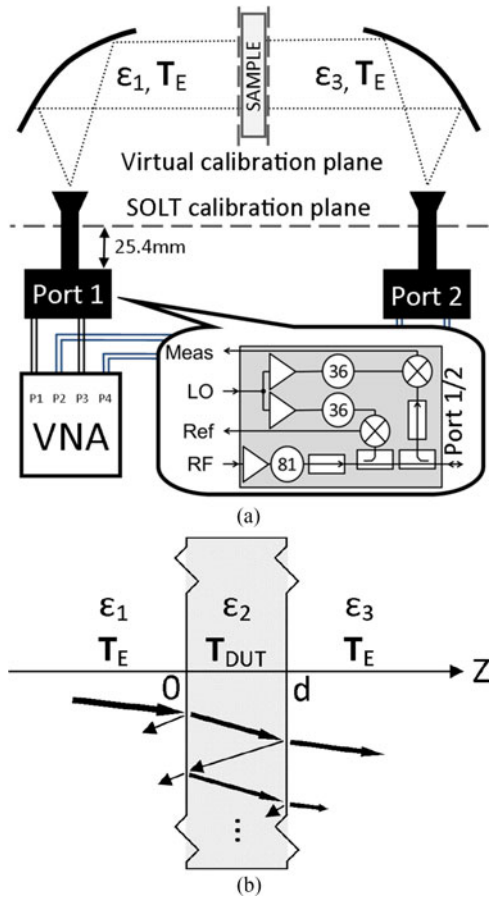 ε1, TE
SAMPLE
ε3, TE
Virtual calibration plane
SOLT calibration plane
25.4mm
Port 1
Port 2
P1 P2 P3 P4
VNA
Meas
LO
Ref
RF
36
36
81
Port 1/2
(a)
ε1 ε2 ε3
TE TDUT TE
0 d Z
⋮
(b)